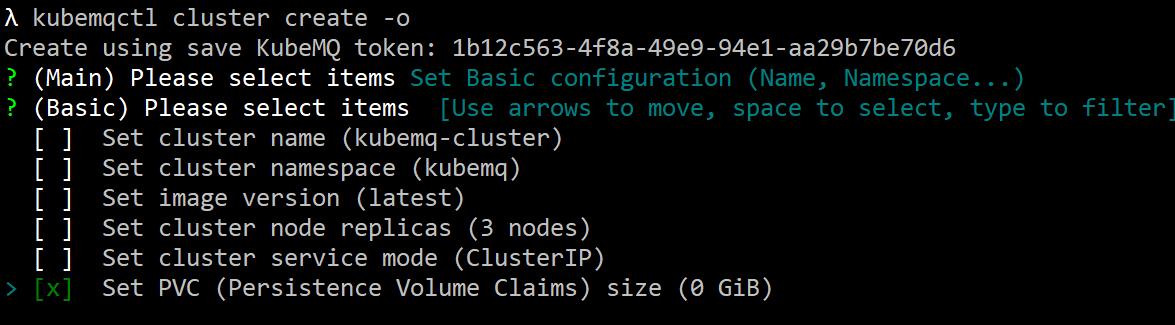 λ kubemqctl cluster create -o
Create using save KubeMQ token: 1b12c563-4f8a-49e9-94e1-aa29b7be70d6
? (Main) Please select items Set Basic configuration (Name, Namespace...)
? (Basic) Please select items  [Use arrows to move, space to select, type to filter]
[ ]  Set cluster name (kubemq-cluster)
[ ]  Set cluster namespace (kubemq)
[ ]  Set image version (latest)
[ ]  Set cluster node replicas (3 nodes)
[ ]  Set cluster service mode (ClusterIP)
> [x]  Set PVC (Persistence Volume Claims) size (0 GiB)